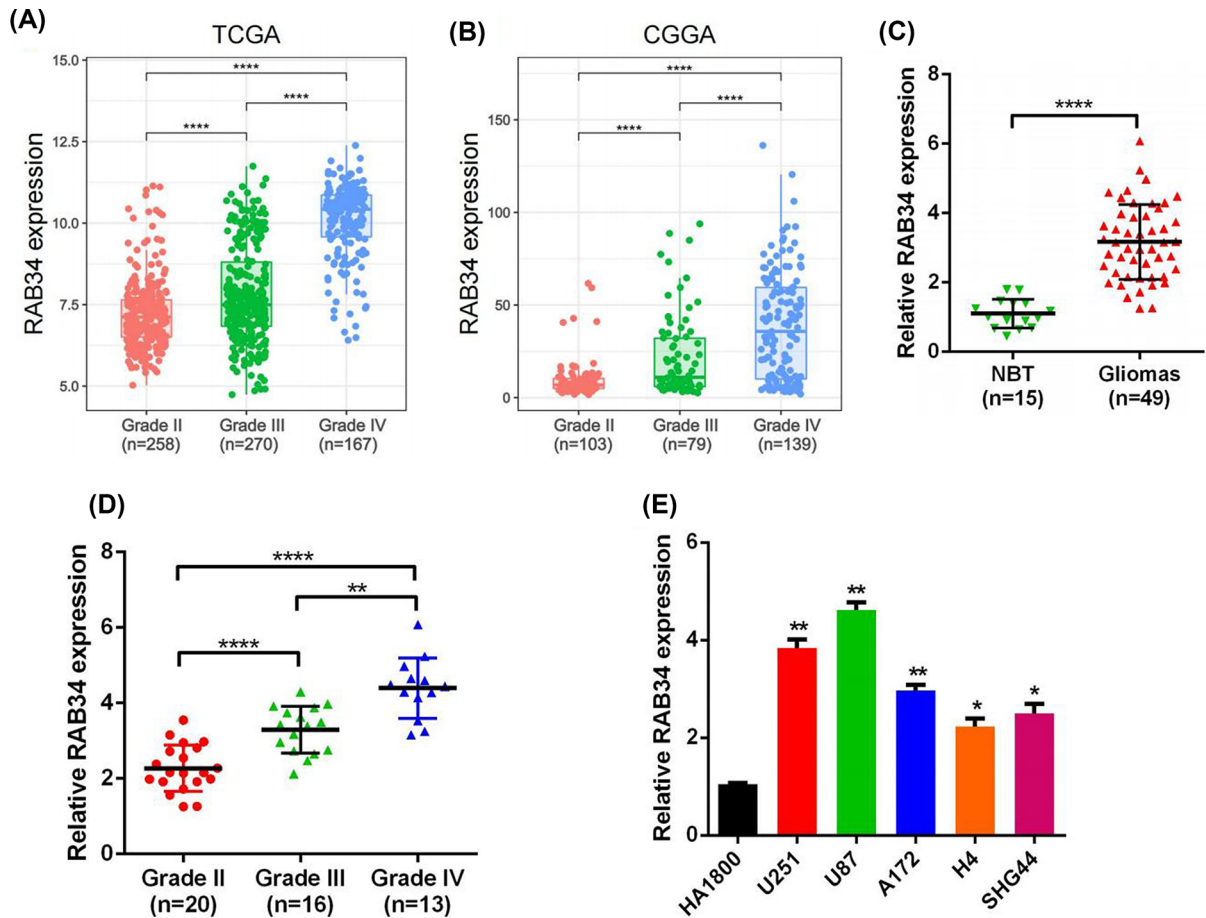 (A)
TCGA
RAB34 expression
15.0
12.5
10.0
7.5
5.0
****
****
****
Grade II
(n=258)
Grade III
(n=270)
Grade IV
(n=167)
(B)
CGGA
RAB34 expression
150
100
50
0
****
****
****
Grade II
(n=103)
Grade III
(n=79)
Grade IV
(n=139)
(C)
Relative RAB34 expression
8
6
4
2
0
****
NBT
(n=15)
Gliomas
(n=49)
(D)
Relative RAB34 expression
8
6
4
2
0
****
**
****
Grade II
(n=20)
Grade III
(n=16)
Grade IV
(n=13)
(E)
Relative RAB34 expression
6
4
2
0
**
**
**
*
*
HA1800
U251
U87
A172
H4
SHG44